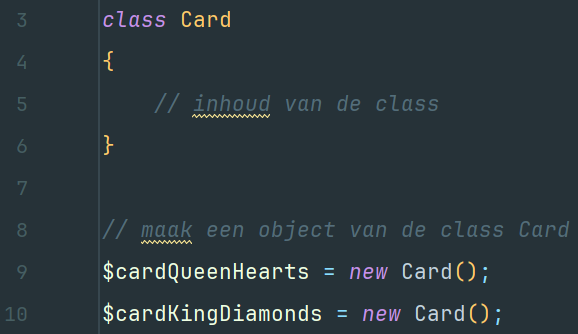 3 class Card
4 {
5 // inhoud van de class
6 }
7
8 // maak een object van de class Card
9 $cardQueenHearts = new Card();
10 $cardKingDiamonds = new Card();